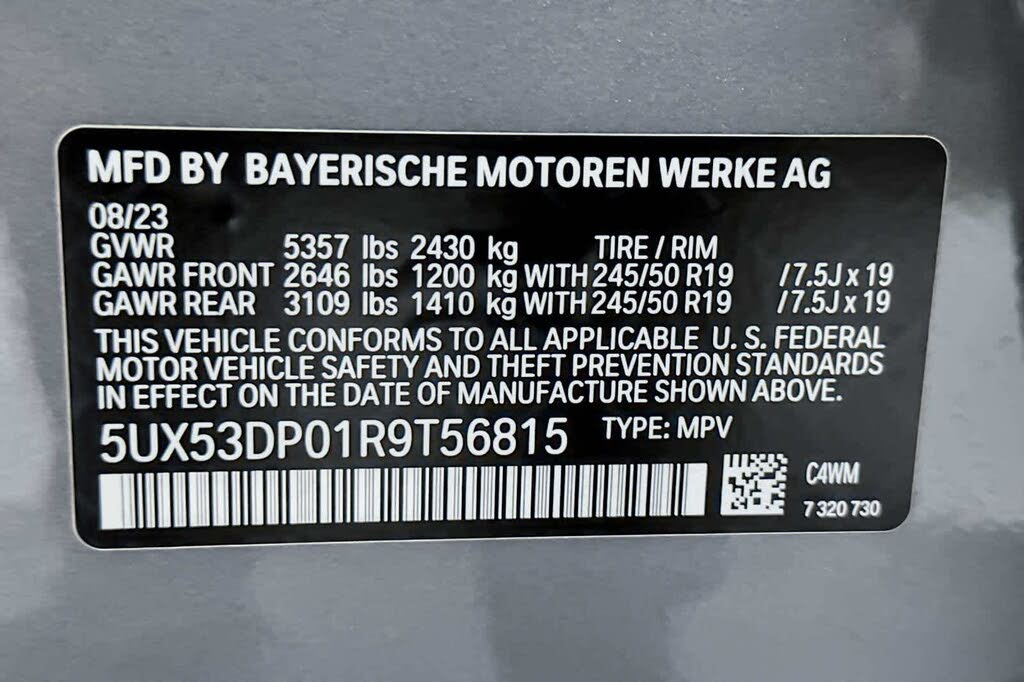 MFD BY BAYERISCHE MOTOREN WERKE AG
08/23
GVWR 5357 lbs 2430 kg TIRE / RIM
GAWR FRONT 2646 lbs 1200 kg WITH 245/50 R19 / 7.5J x 19
GAWR REAR 3109 lbs 1410 kg WITH 245/50 R19 / 7.5J x 19
THIS VEHICLE CONFORMS TO ALL APPLICABLE U. S. FEDERAL
MOTOR VEHICLE SAFETY AND THEFT PREVENTION STANDARDS
IN EFFECT ON THE DATE OF MANUFACTURE SHOWN ABOVE.
5UX53DP01R9T56815 TYPE: MPV
C4WM
7 320 730